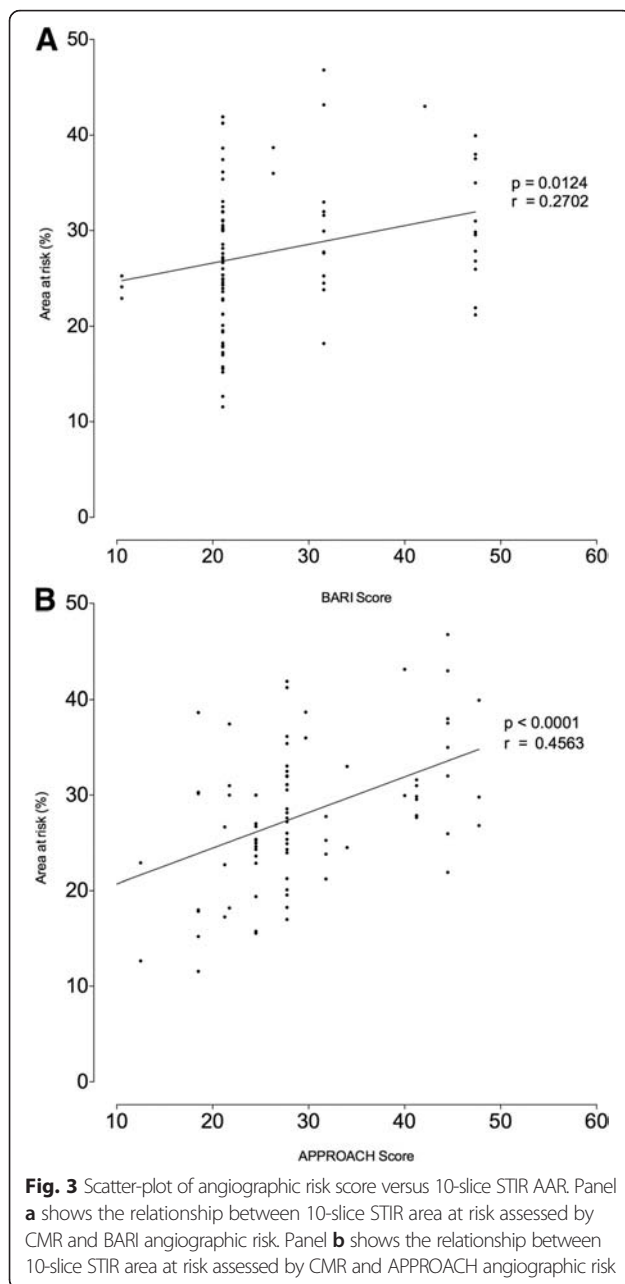 A
50
40
30
20
10
0
Area at risk (%)
p = 0.0124
r = 0.2702
10
20
30
40
50
60
BARI Score
B
50
40
30
20
10
0
Area at risk (%)
p < 0.0001
r = 0.4563
10
20
30
40
50
60
APPROACH Score
Fig. 3 Scatter-plot of angiographic risk score versus 10-slice STIR AAR. Panel
a shows the relationship between 10-slice STIR area at risk assessed by
CMR and BARI angiographic risk. Panel b shows the relationship between
10-slice STIR area at risk assessed by CMR and APPROACH angiographic risk